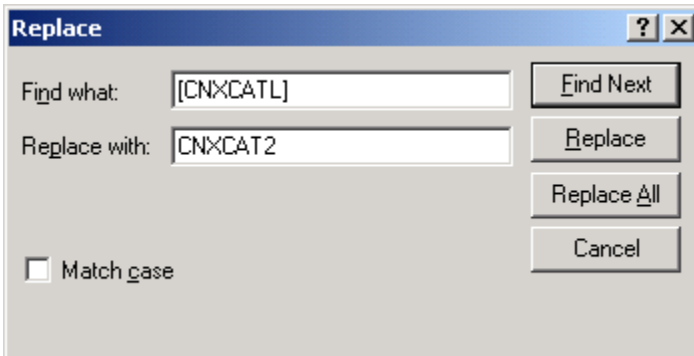 Replace
Find what: [CNXCATL] Find Next
Replace with: CNXCAT2 Replace
Replace All
Cancel
Match case